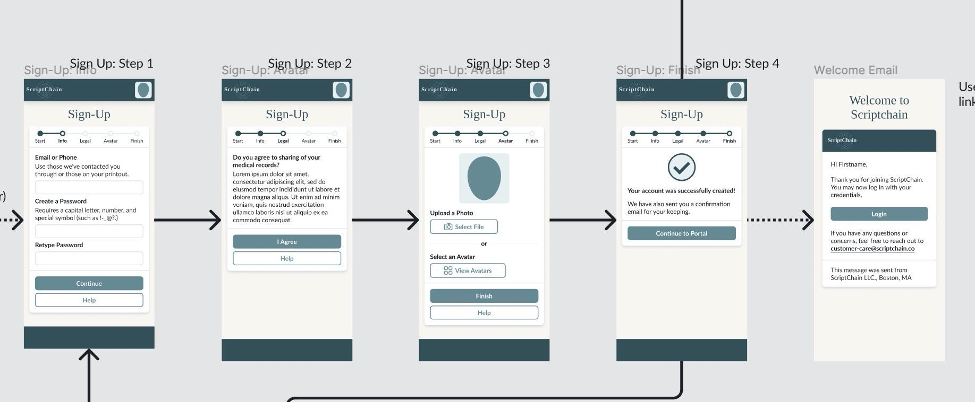 Sign Up: Step 1
Sign-Up: Info
ScriptChain
Sign-Up
Start Info Legal Avatar Finish
Email or Phone
Use those we've contacted you
through or those on your printout.
Create a Password
Requires a capital letter, number, and
special symbol (such as !-_@?.)
Retype Password
Continue
Help
Sign Up: Step 2
Sign-Up: Avatar
ScriptChain
Sign-Up
Start Info Legal Avatar Finish
Do you agree to sharing of your
medical records?
Lorem ipsum dolor sit amet,
consectetur adipiscing elit, sed do
eiusmod tempor incididunt ut labore et
dolore magna aliqua. Ut enim ad minim
veniam, quis nostrud exercitation
ullamco laboris nisi ut aliquip ex ea
commodo consequat.
I Agree
Help
Sign Up: Step 3
Sign-Up: Avatar
ScriptChain
Sign-Up
Start Info Legal Avatar Finish
Upload a Photo
Select File
or
Select an Avatar
View Avatars
Finish
Help
Sign Up: Step 4
Sign-Up: Finish
ScriptChain
Sign-Up
Start Info Legal Avatar Finish
Your account was successfully created!
We have also sent you a confirmation
email for your keeping.
Continue to Portal
Welcome Email
Welcome to
Scriptchain
ScriptChain
Hi Firstname,
Thank you for joining ScriptChain.
You may now log in with your
credentials.
Login
If you have any questions or
concerns, feel free to reach out to
customer-care@scriptchain.co
This message was sent from
ScriptChain LLC., Boston, MA
Use
link